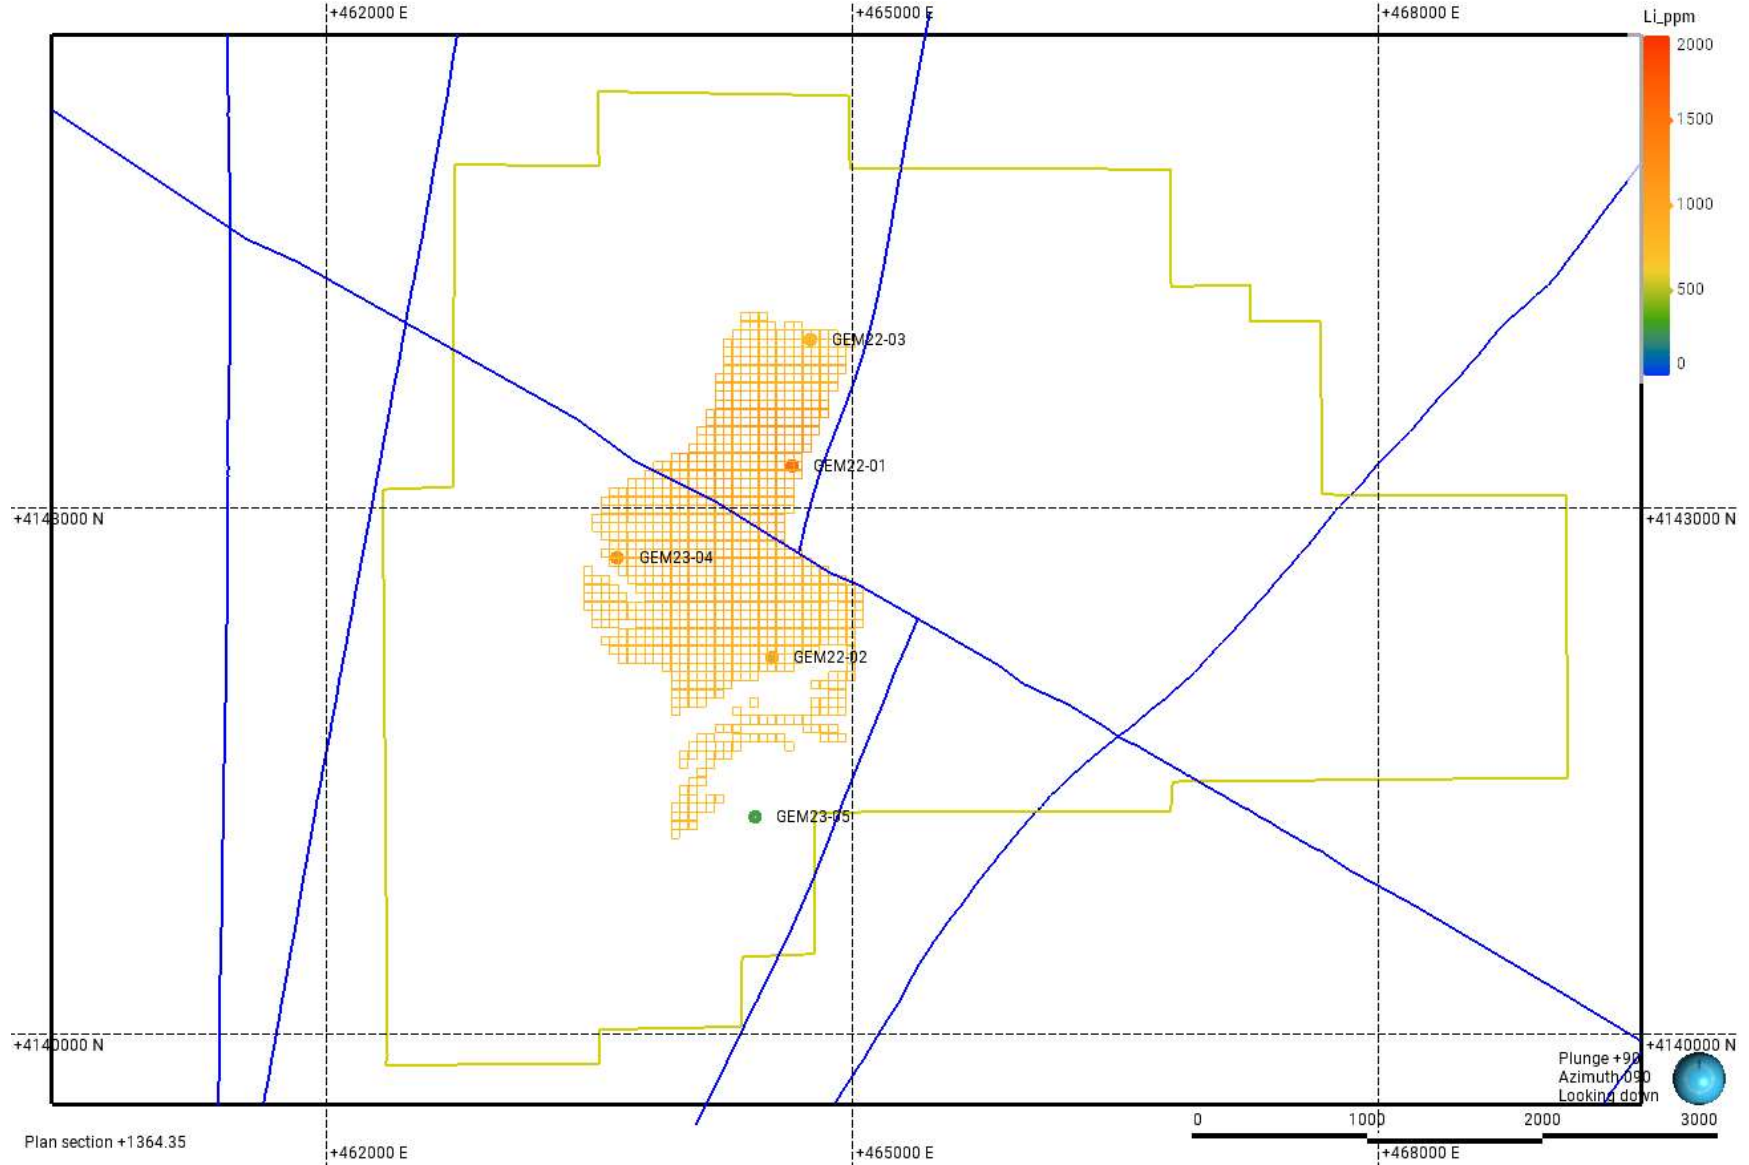 +462000 E
+465000 E
+468000 E
Li_ppm
2000
1500
1000
500
0
GEM22-03
GEM22-01
+4143000 N
+4143000 N
GEM23-04
GEM22-02
GEM23-05
+4140000 N
+4140000 N
Plunge +90
Azimuth 090
Looking down
0
1000
2000
3000
Plan section +1364.35
+462000 E
+465000 E
+468000 E